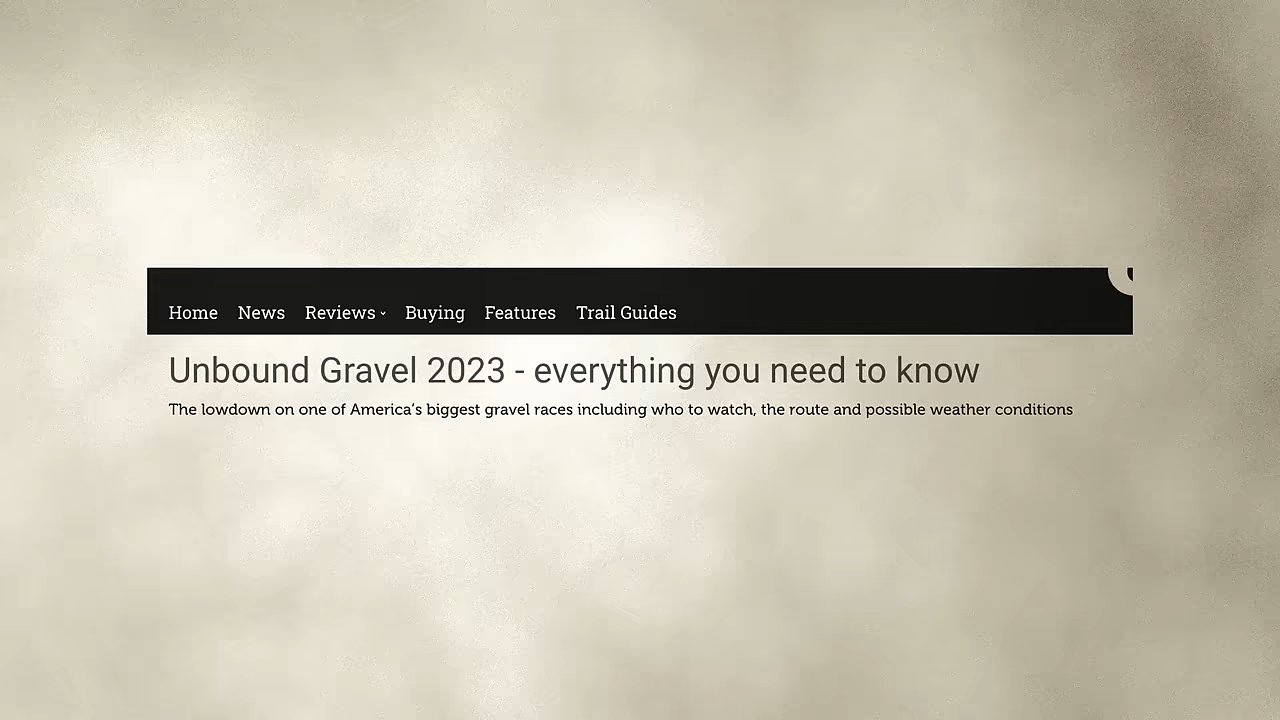 Home News Reviews Buying Features Trail Guides
Unbound Gravel 2023 - everything you need to know
The lowdown on one of America’s biggest gravel races including who to watch, the route and possible weather conditions